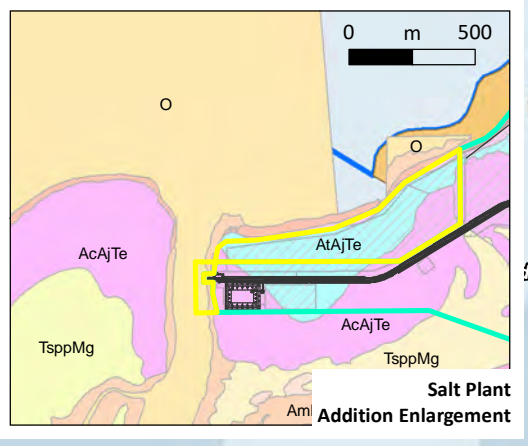 0 m 500
O
O
AtAjTe
AcAjTe
AcAjTe
TsppMg
TsppMg
Salt Plant
Addition Enlargement